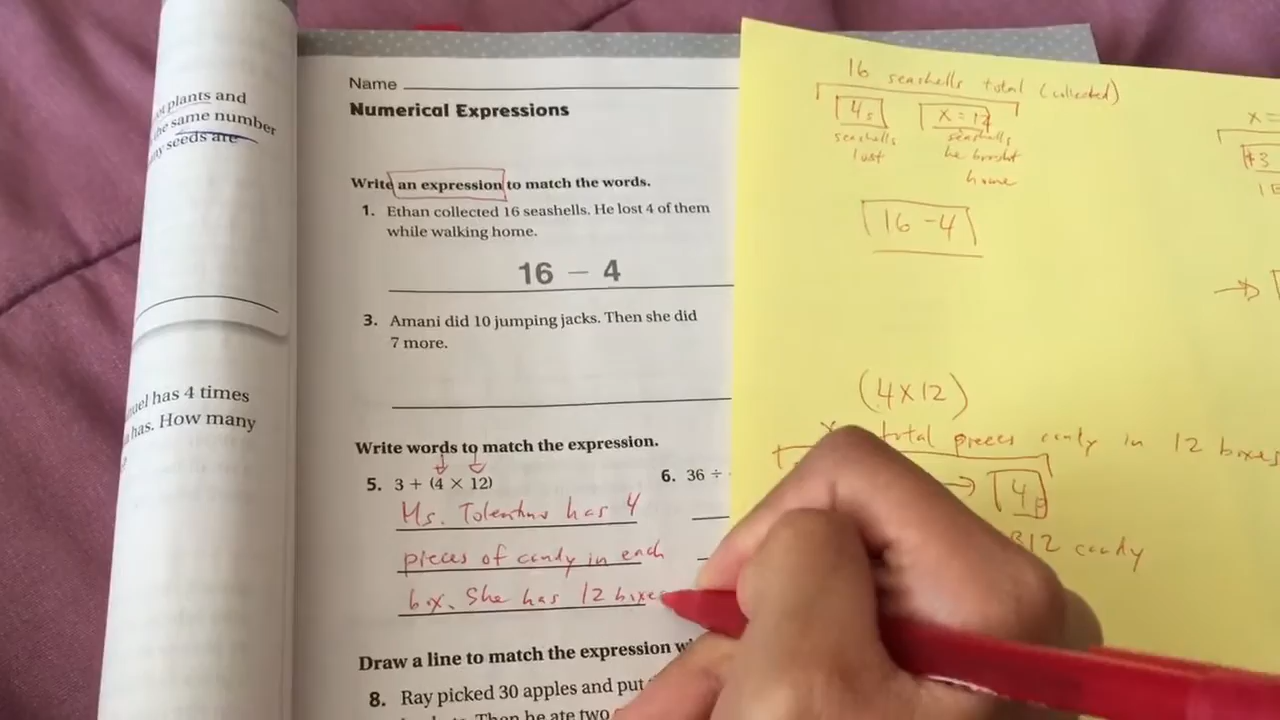 plants and
same number
seeds are
has 4 times
has. How many
Name
Numerical Expressions
Write an expression to match the words.
1. Ethan collected 16 seashells. He lost 4 of them
while walking home.
16 – 4
3. Amani did 10 jumping jacks. Then she did
7 more.
Write words to match the expression.
5. 3 + (4 × 12)
Ms. Tolentino has 4
pieces of candy in each
box. She has 12 boxes
6. 36 ÷
Draw a line to match the expression
8. Ray picked 30 apples and put
Then he ate two
16 seashells total (collected)
4s
x = 12
seashells
lost
seashells
he brought
home
16 - 4
(4 x 12)
total pieces candy in 12 boxes
→ 4
12 candy
x =
3
→